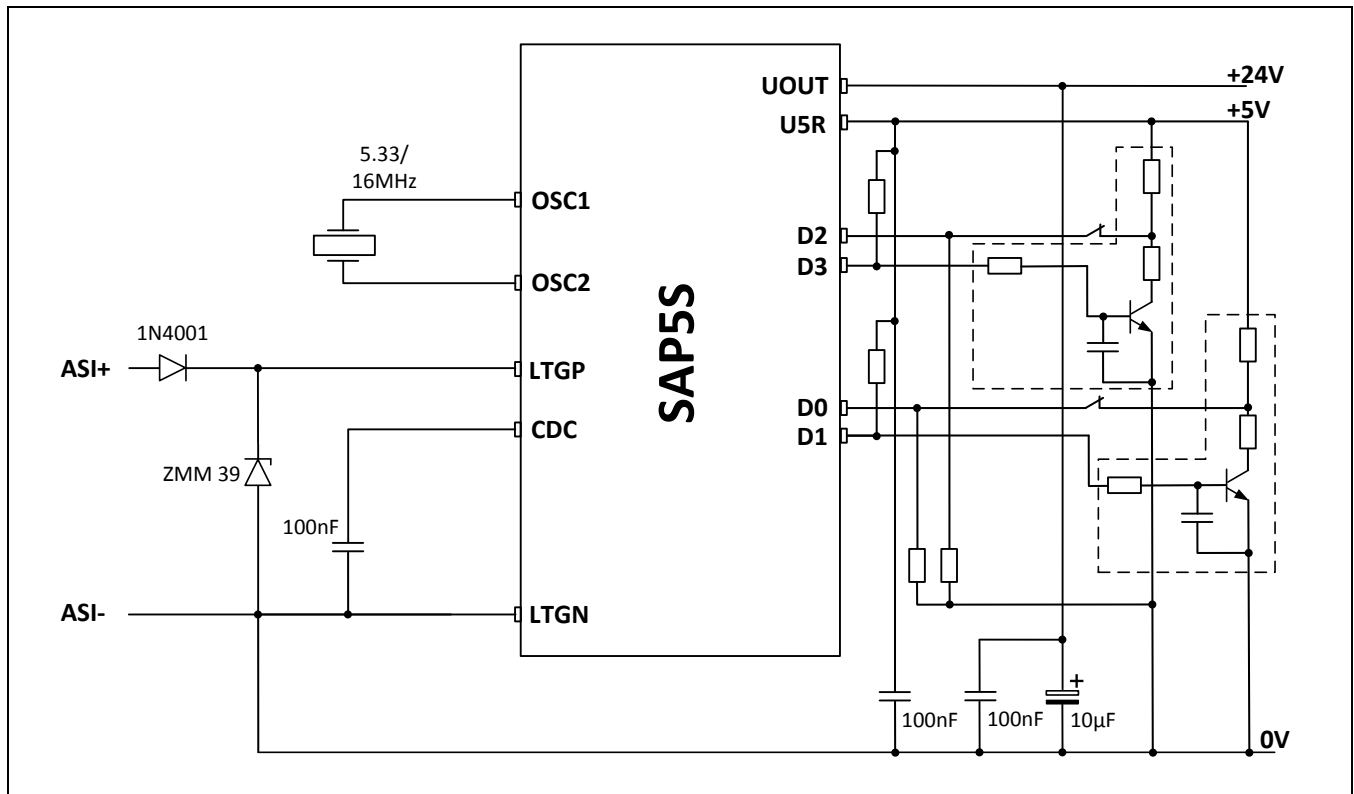 UOUT
+24V
U5R
+5V
5.33/
16MHz
OSC1
D2
D3
OSC2
SAP5S
1N4001
ASI+
LTGP
D0
CDC
D1
ZMM 39
100nF
ASI-
LTGN
+
100nF
100nF
10µF
0V